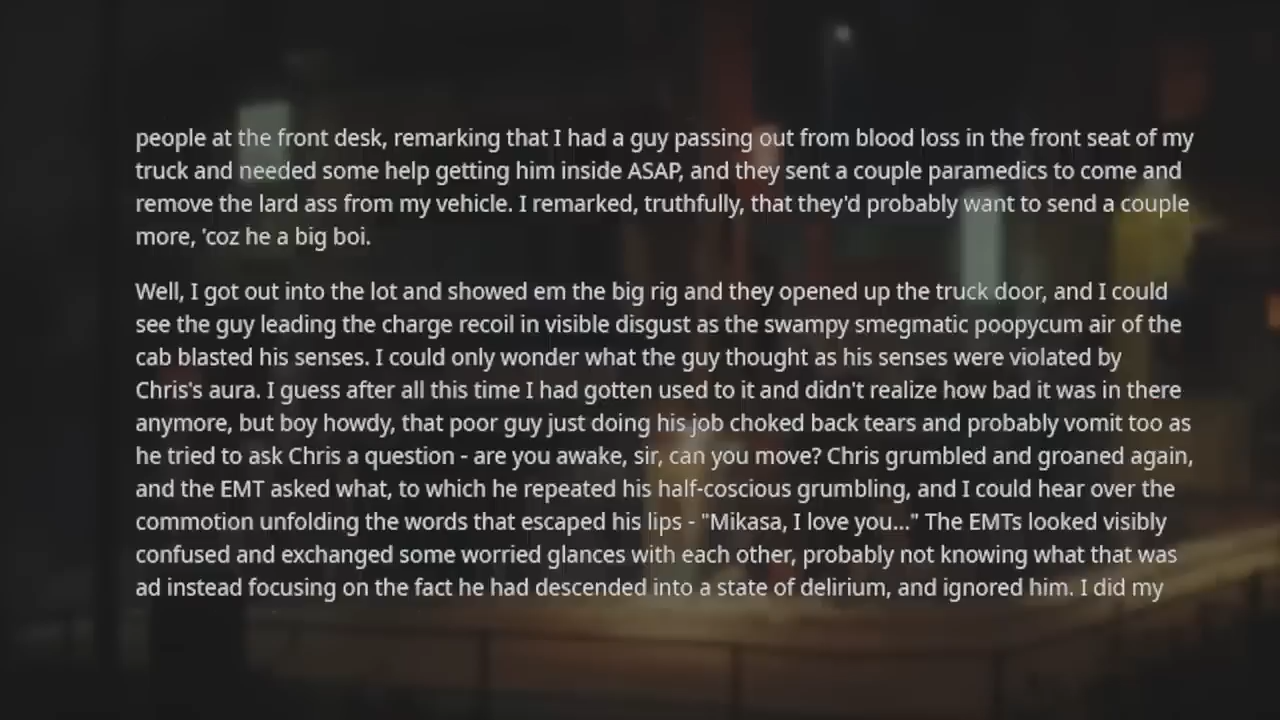 people at the front desk, remarking that I had a guy passing out from blood loss in the front seat of my
truck and needed some help getting him inside ASAP, and they sent a couple paramedics to come and
remove the lard ass from my vehicle. I remarked, truthfully, that they'd probably want to send a couple
more, 'coz he a big boi.
Well, I got out into the lot and showed em the big rig and they opened up the truck door, and I could
see the guy leading the charge recoil in visible disgust as the swampy smegmatic poopycum air of the
cab blasted his senses. I could only wonder what the guy thought as his senses were violated by
Chris's aura. I guess after all this time I had gotten used to it and didn't realize how bad it was in there
anymore, but boy howdy, that poor guy just doing his job choked back tears and probably vomit too as
he tried to ask Chris a question - are you awake, sir, can you move? Chris grumbled and groaned again,
and the EMT asked what, to which he repeated his half-coscious grumbling, and I could hear over the
commotion unfolding the words that escaped his lips - "Mikasa, I love you..." The EMTs looked visibly
confused and exchanged some worried glances with each other, probably not knowing what that was
ad instead focusing on the fact he had descended into a state of delirium, and ignored him. I did my